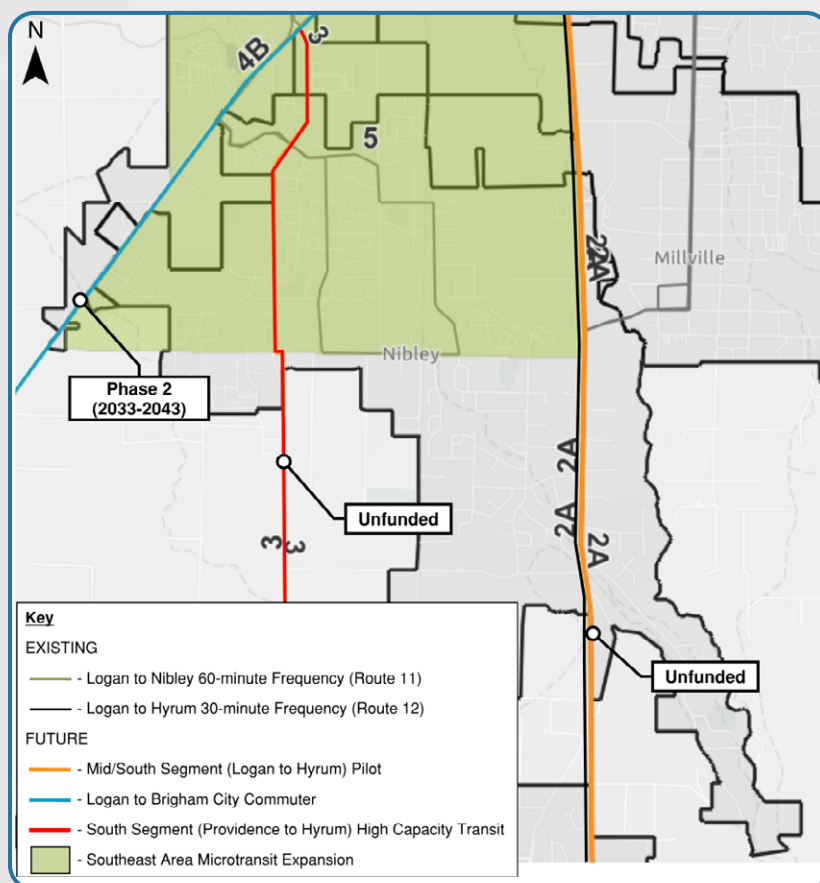 N
4B
3
5
2A
2A
Millville
Nibley
Phase 2
(2033-2043)
2A
Unfunded
2A
2A
3
3
Unfunded
Key
EXISTING
- Logan to Nibley 60-minute Frequency (Route 11)
- Logan to Hyrum 30-minute Frequency (Route 12)
FUTURE
- Mid/South Segment (Logan to Hyrum) Pilot
- Logan to Brigham City Commuter
- South Segment (Providence to Hyrum) High Capacity Transit
- Southeast Area Microtransit Expansion